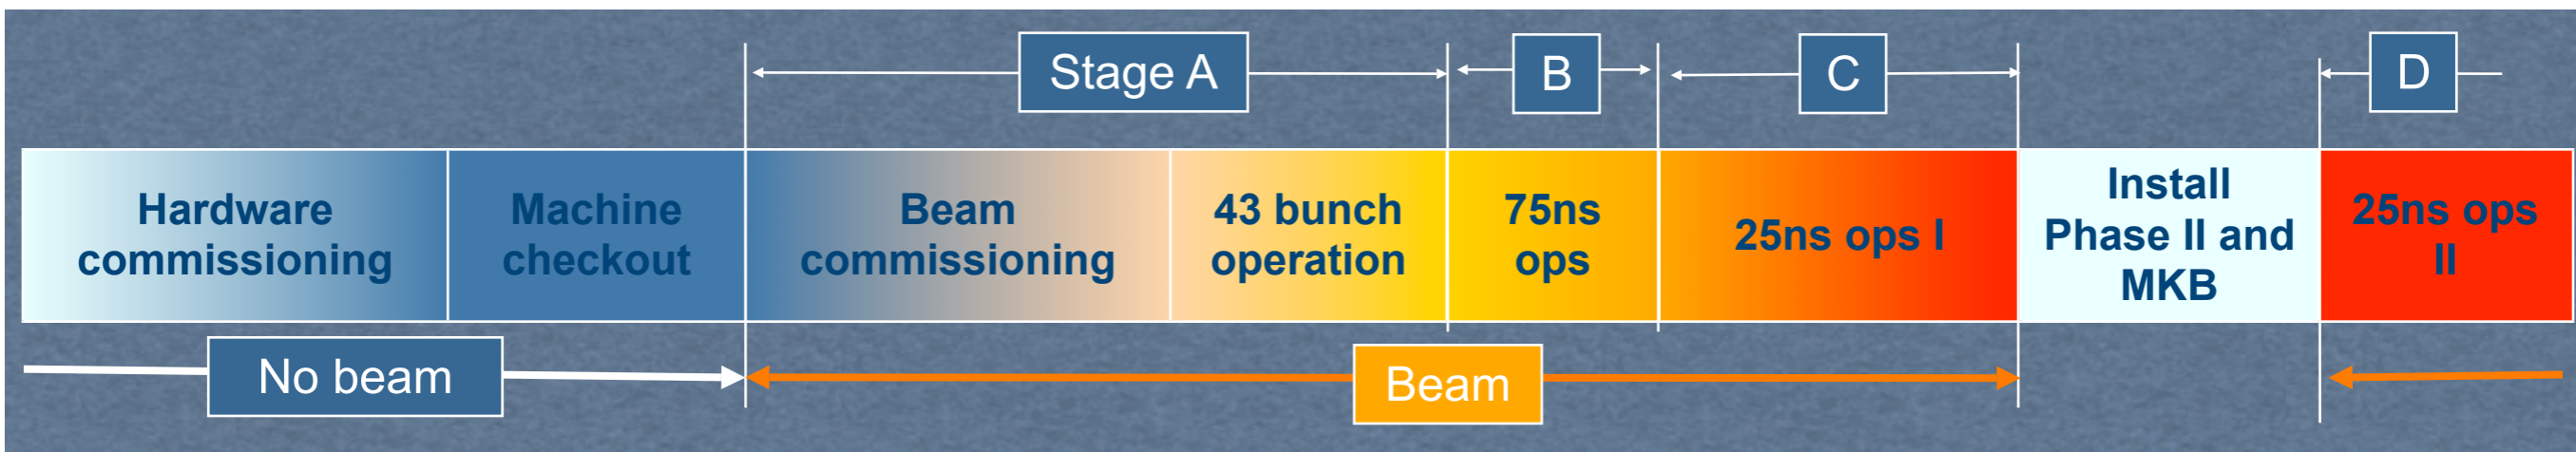 Stage A
B
C
D
Hardware
commissioning
Machine
checkout
Beam
commissioning
43 bunch
operation
75ns
ops
25ns ops I
Install
Phase II and
MKB
25ns ops
II
No beam
Beam